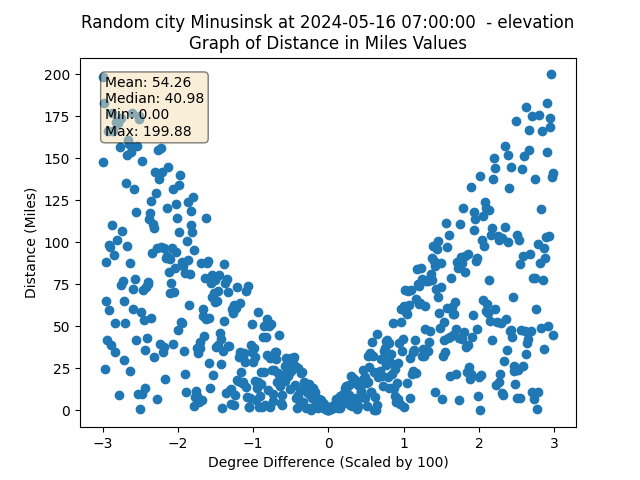 Random city Minusinsk at 2024-05-16 07:00:00  - elevation
Graph of Distance in Miles Values
Mean: 54.26
Median: 40.98
Min: 0.00
Max: 199.88
200
175
150
125
100
75
50
25
0
Distance (Miles)
−3 −2 −1 0 1 2 3
Degree Difference (Scaled by 100)